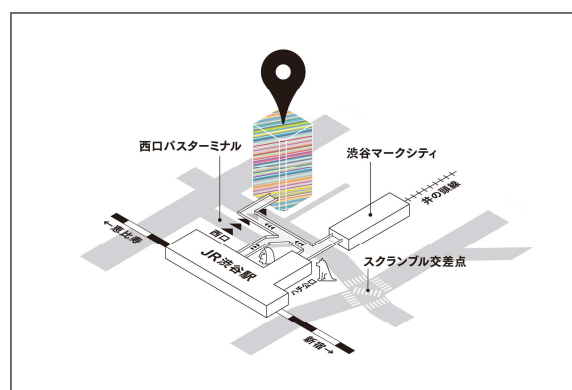 西口バスターミナル
渋谷マークシティ
井の頭線
←恵比寿
西口
JR渋谷駅
ハチ公口
スクランブル交差点
新宿→